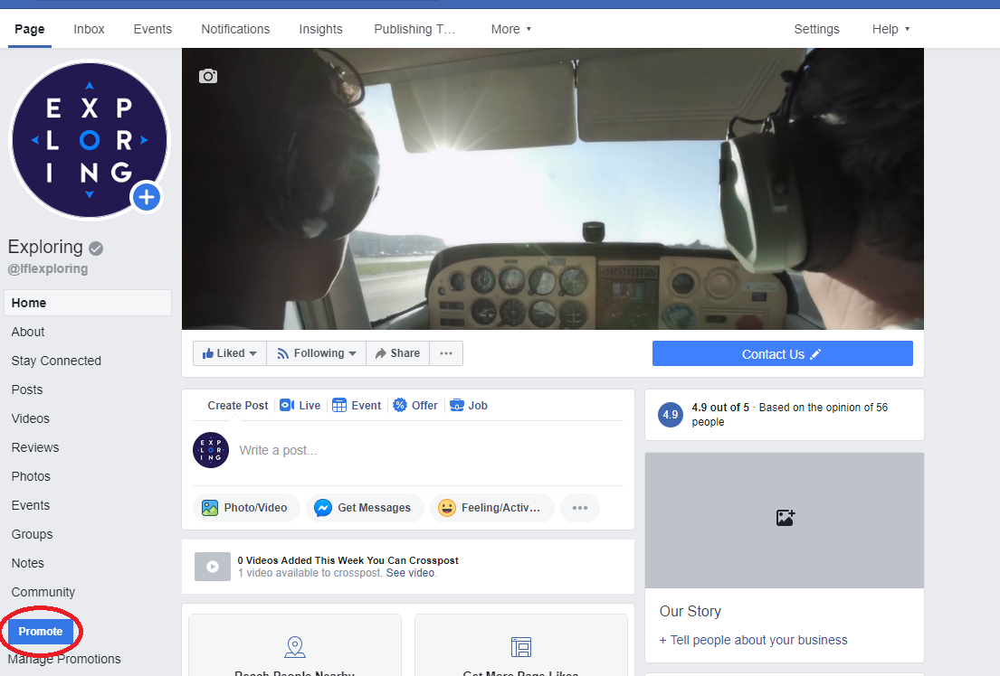 Page Inbox Events Notifications Insights Publishing T… More Settings Help
E X P
L O R
I N G
Exploring
@lflexploring
Home
About
Stay Connected
Posts
Videos
Reviews
Photos
Events
Groups
Notes
Community
Promote
Manage Promotions
Liked Following Share ...
Contact Us
Create Post Live Event Offer Job
E X P
L O R
I N G
Write a post...
Photo/Video Get Messages Feeling/Activ... ...
0 Videos Added This Week You Can Crosspost
1 video available to crosspost. See video.
Reach People Nearby Get More Page Likes
4.9
4.9 out of 5 · Based on the opinion of 56
people
Our Story
+ Tell people about your business